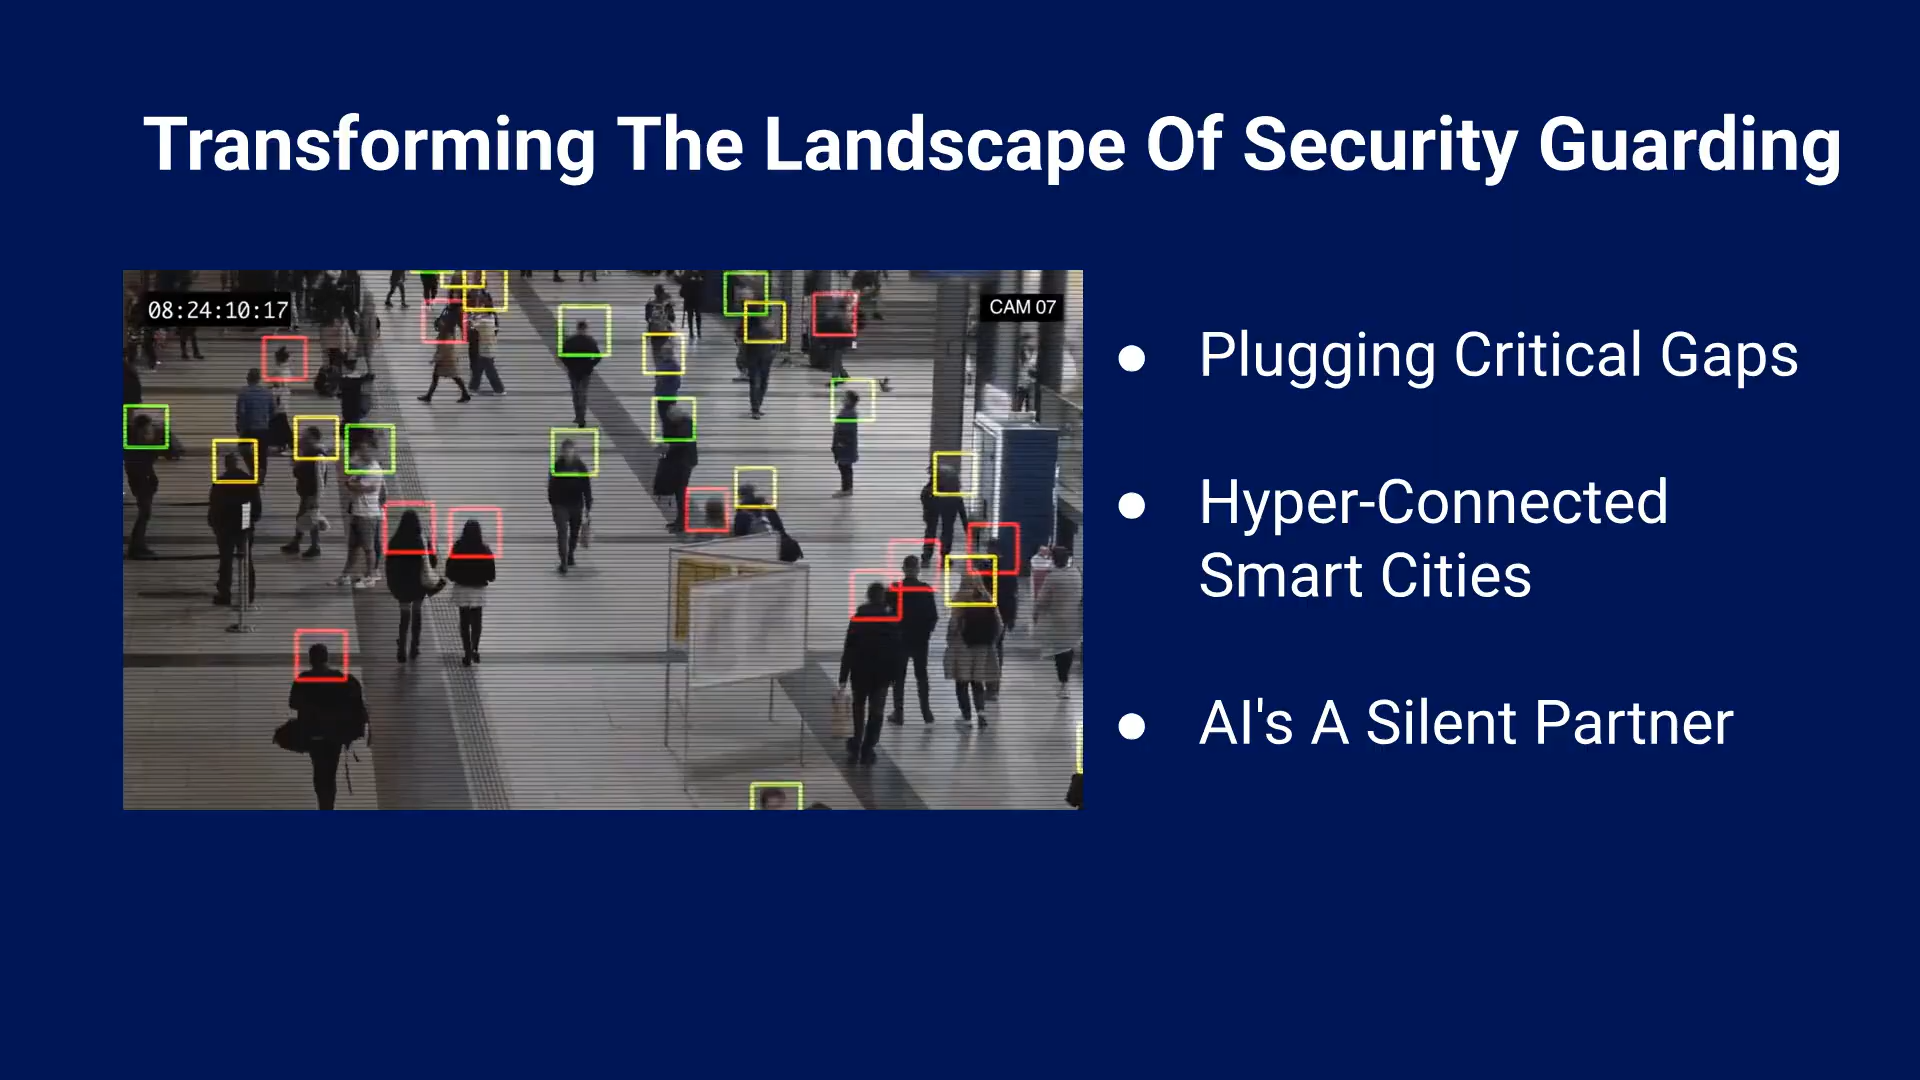 Transforming The Landscape Of Security Guarding
08:24:10:17
CAM 07
● Plugging Critical Gaps
● Hyper-Connected
Smart Cities
● AI's A Silent Partner